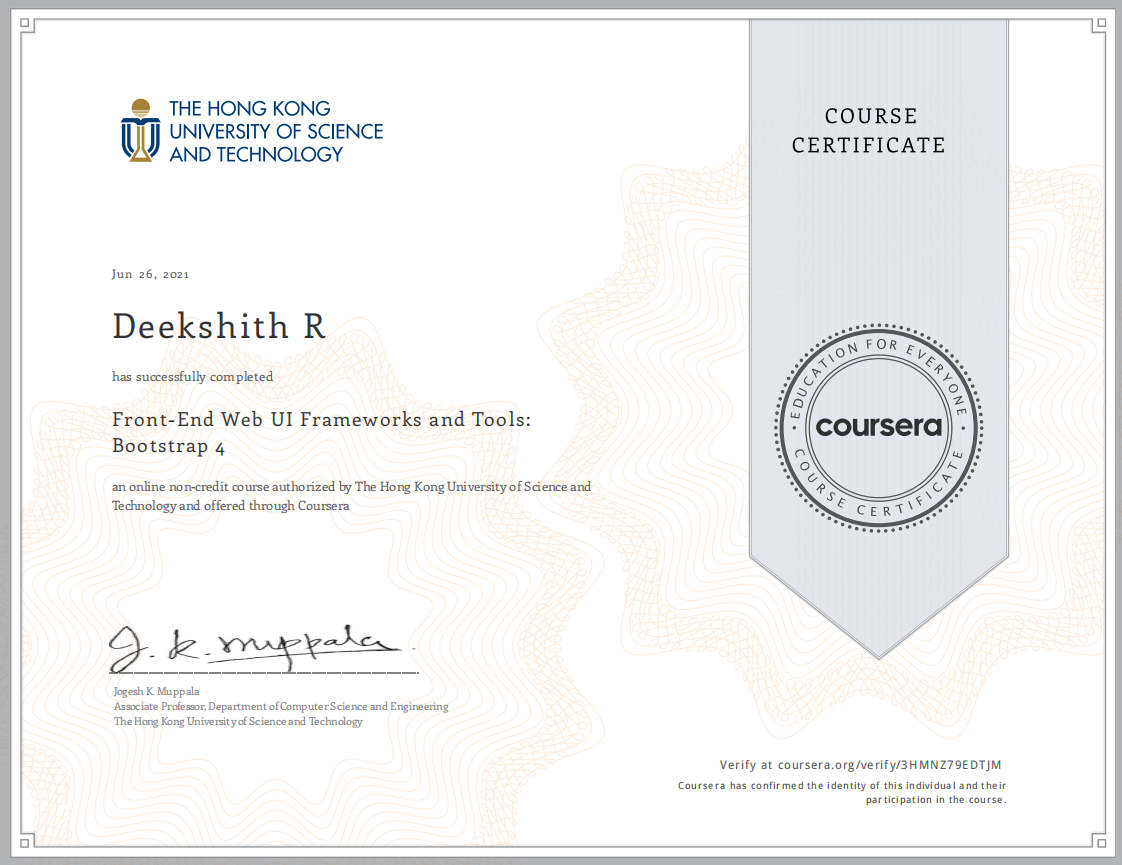 THE HONG KONG
UNIVERSITY OF SCIENCE
AND TECHNOLOGY
COURSE
CERTIFICATE
Jun 26, 2021
Deekshith R
has successfully completed
Front-End Web UI Frameworks and Tools:
Bootstrap 4
an online non-credit course authorized by The Hong Kong University of Science and
Technology and offered through Coursera
EDUCATION FOR EVERYONE
coursera
COURSE CERTIFICATE
J. K. Muppala
Jogesh K. Muppala
Associate Professor, Department of Computer Science and Engineering
The Hong Kong University of Science and Technology
Verify at coursera.org/verify/3HMNZ79EDTJM
Coursera has confirmed the identity of this individual and their
participation in the course.